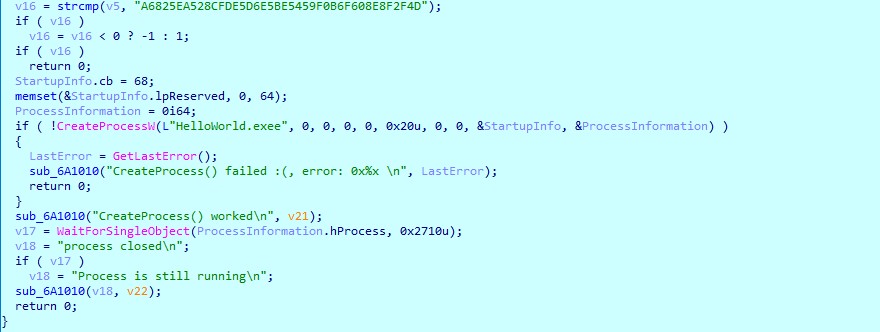 v16 = strcmp(v5, "A6825EA528CFDE5D6E5BE5459F0B6F608E8F2F4D");
if ( v16 )
v16 = v16 < 0 ? -1 : 1;
if ( v16 )
return 0;
StartupInfo.cb = 68;
memset(&StartupInfo.lpReserved, 0, 64);
ProcessInformation = 0i64;
if ( !CreateProcessW(L"HelloWorld.exee", 0, 0, 0, 0, 0x20u, 0, 0, &StartupInfo, &ProcessInformation) )
{
LastError = GetLastError();
sub_6A1010("CreateProcess() failed :(, error: 0x%x \n", LastError);
return 0;
}
sub_6A1010("CreateProcess() worked\n", v21);
v17 = WaitForSingleObject(ProcessInformation.hProcess, 0x2710u);
v18 = "process closed\n";
if ( v17 )
v18 = "Process is still running\n";
sub_6A1010(v18, v22);
return 0;
}